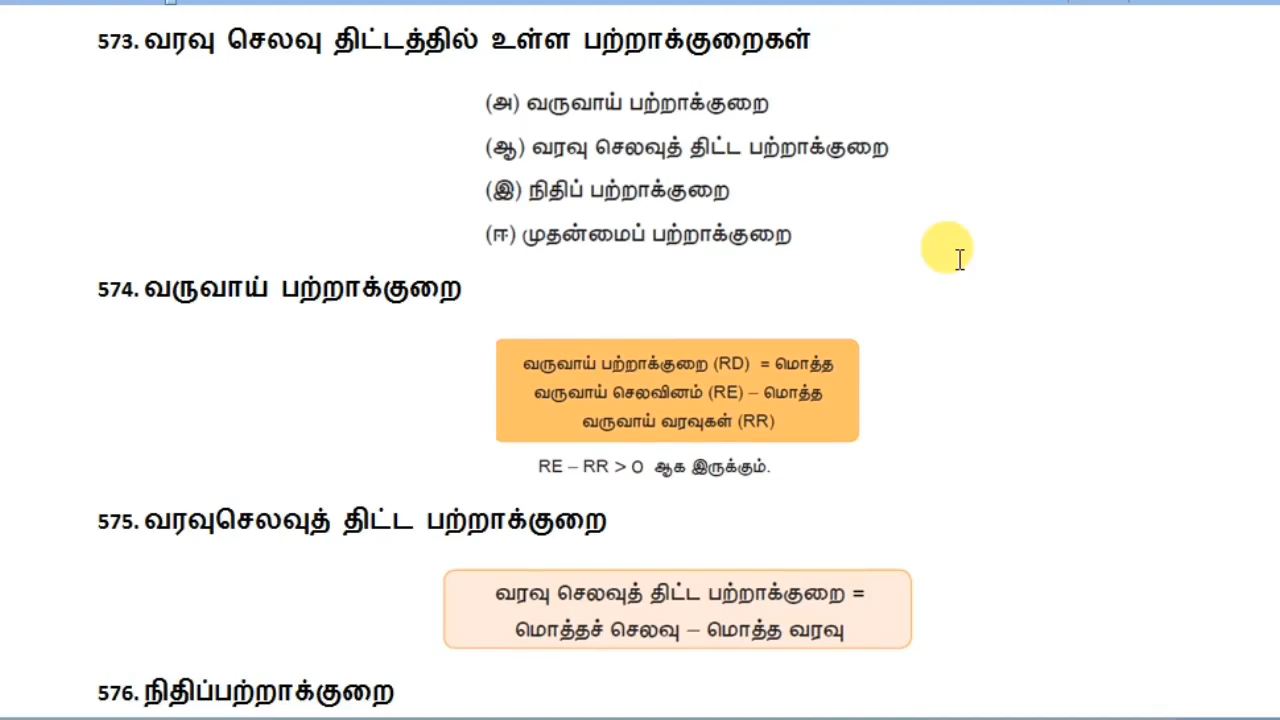 573. வரவு செலவு திட்டத்தில் உள்ள பற்றாக்குறைகள்
(அ) வருவாய் பற்றாக்குறை
(ஆ) வரவு செலவுத் திட்ட பற்றாக்குறை
(இ) நிதிப் பற்றாக்குறை
(ஈ) முதன்மைப் பற்றாக்குறை
574. வருவாய் பற்றாக்குறை
வருவாய் பற்றாக்குறை (RD) = மொத்த
வருவாய் செலவினம் (RE) – மொத்த
வருவாய் வரவுகள் (RR)
RE – RR > 0 ஆக இருக்கும்.
575. வரவுசெலவுத் திட்ட பற்றாக்குறை
வரவு செலவுத் திட்ட பற்றாக்குறை =
மொத்தச் செலவு – மொத்த வரவு
576. நிதிப்பற்றாக்குறை